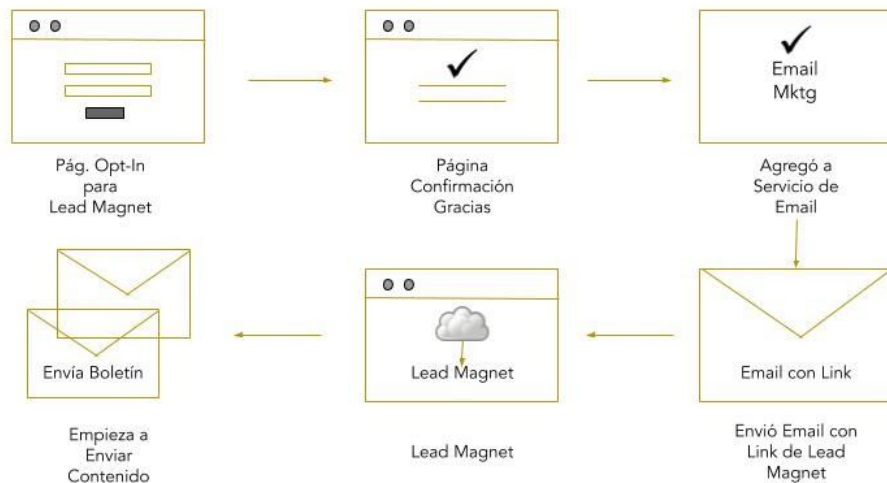 Email
Mktg
Pág. Opt-In
para
Lead Magnet
Página
Confirmación
Gracias
Agregó a
Servicio de
Email
Envía Boletín
Lead Magnet
Email con Link
Empieza a
Enviar
Contenido
Lead Magnet
Envió Email con
Link de Lead
Magnet